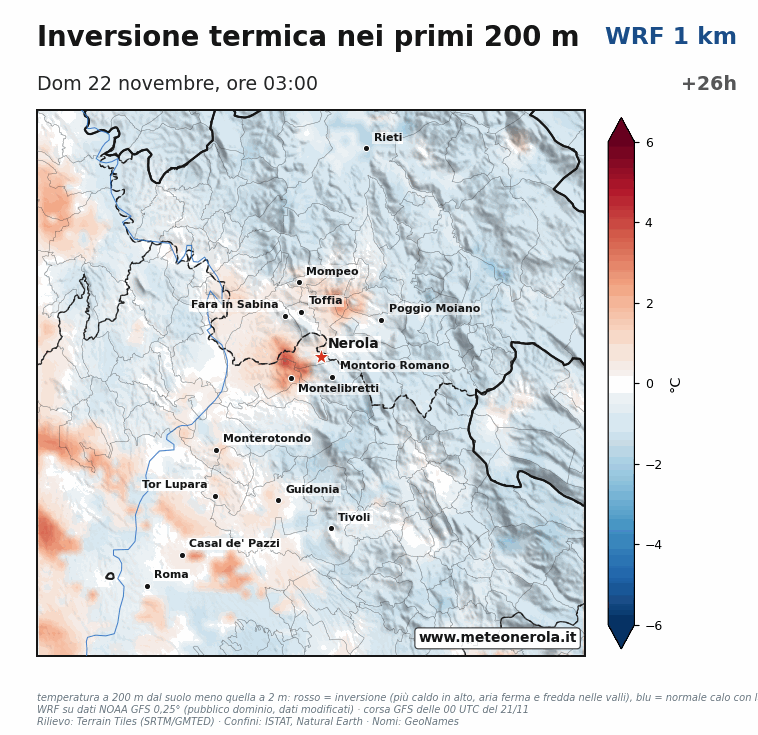 Inversione termica nei primi 200 m
WRF 1 km
Dom 22 novembre, ore 03:00
+26h
Rieti
Mompeo
Fara in Sabina
Toffia
Poggio Moiano
Nerola
Montorio Romano
Montelibretti
Monterotondo
Tor Lupara
Guidonia
Tivoli
Casal de' Pazzi
Roma
www.meteonerola.it
6
4
2
0
−2
−4
−6
°C
temperatura a 200 m dal suolo meno quella a 2 m: rosso = inversione (più caldo in alto, aria ferma e fredda nelle valli), blu = normale calo con
WRF su dati NOAA GFS 0,25° (pubblico dominio, dati modificati) · corsa GFS delle 00 UTC del 21/11
Rilievo: Terrain Tiles (SRTM/GMTED) · Confini: ISTAT, Natural Earth · Nomi: GeoNames